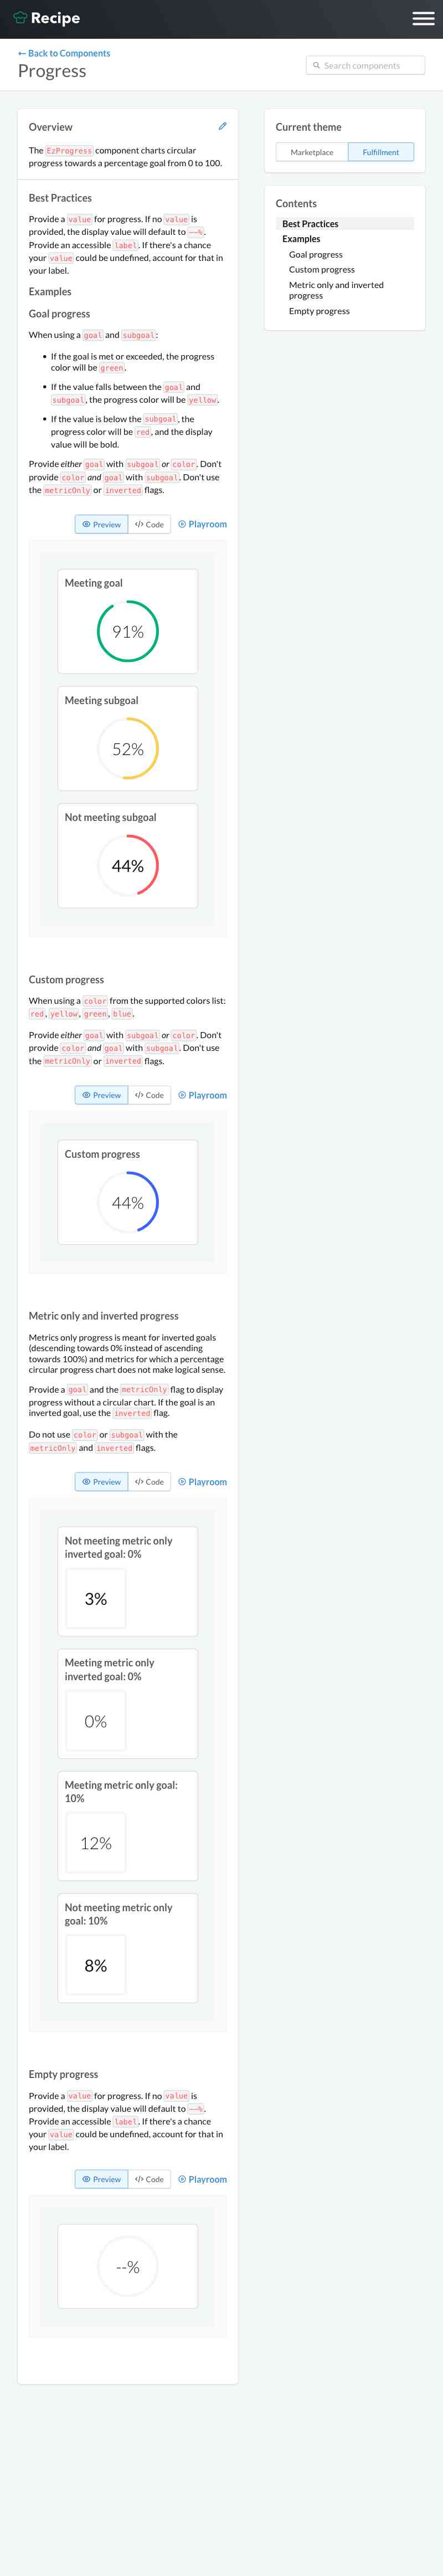 Recipe
← Back to Components
Progress
Search components
Overview
The EzProgress component charts circular
progress towards a percentage goal from 0 to 100.
Best Practices
Provide a value for progress. If no value is
provided, the display value will default to --%.
Provide an accessible label. If there's a chance
your value could be undefined, account for that in
your label.
Examples
Goal progress
When using a goal and subgoal:
• If the goal is met or exceeded, the progress
color will be green.
• If the value falls between the goal and
subgoal, the progress color will be yellow.
• If the value is below the subgoal, the
progress color will be red, and the display
value will be bold.
Provide either goal with subgoal or color. Don't
provide color and goal with subgoal. Don't use
the metricOnly or inverted flags.
Preview
Code
Playroom
Meeting goal
91%
Meeting subgoal
52%
Not meeting subgoal
44%
Custom progress
When using a color from the supported colors list:
red, yellow, green, blue.
Provide either goal with subgoal or color. Don't
provide color and goal with subgoal. Don't use
the metricOnly or inverted flags.
Preview
Code
Playroom
Custom progress
44%
Metric only and inverted progress
Metrics only progress is meant for inverted goals
(descending towards 0% instead of ascending
towards 100%) and metrics for which a percentage
circular progress chart does not make logical sense.
Provide a goal and the metricOnly flag to display
progress without a circular chart. If the goal is an
inverted goal, use the inverted flag.
Do not use color or subgoal with the
metricOnly and inverted flags.
Preview
Code
Playroom
Not meeting metric only
inverted goal: 0%
3%
Meeting metric only
inverted goal: 0%
0%
Meeting metric only goal:
10%
12%
Not meeting metric only
goal: 10%
8%
Empty progress
Provide a value for progress. If no value is
provided, the display value will default to --%.
Provide an accessible label. If there's a chance
your value could be undefined, account for that in
your label.
Preview
Code
Playroom
--%
Current theme
Marketplace
Fulfillment
Contents
Best Practices
Examples
Goal progress
Custom progress
Metric only and inverted
progress
Empty progress